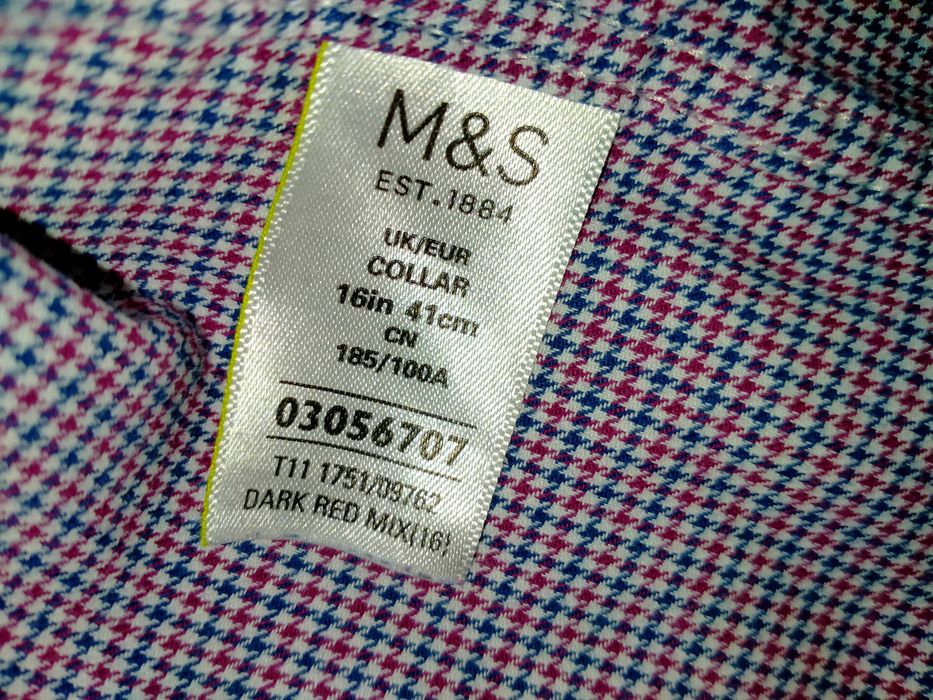 M&S
EST.1884
UK/EUR
COLLAR
16in 41cm
CN
185/100A
03056707
T11 1751/09762
DARK RED MIX(16)